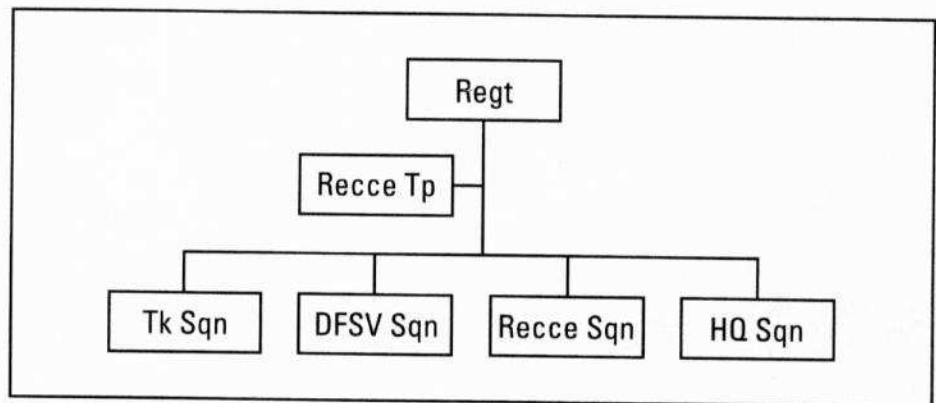 Regt
Recce Tp
Tk Sqn
DFSV Sqn
Recce Sqn
HQ Sqn